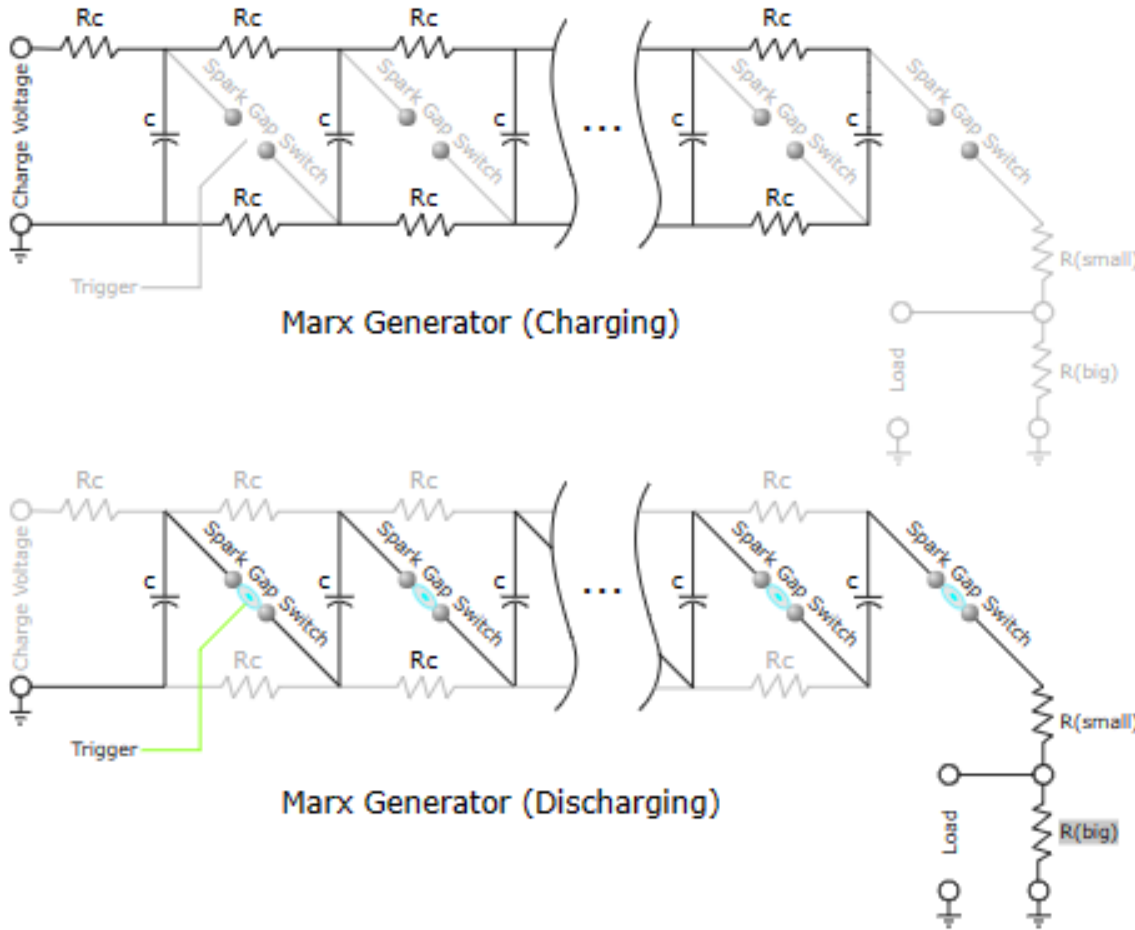 Rc Rc Rc Rc
Charge Voltage
c Spark Gap Switch c Spark Gap Switch c ... c Spark Gap Switch c Spark Gap Switch
Rc Rc Rc
Trigger
R(small)
Marx Generator (Charging)
Load
R(big)
Rc Rc Rc Rc
Charge Voltage
c Spark Gap Switch c Spark Gap Switch c ... c Spark Gap Switch c Spark Gap Switch
Rc Rc Rc
Trigger
R(small)
Marx Generator (Discharging)
Load
R(big)